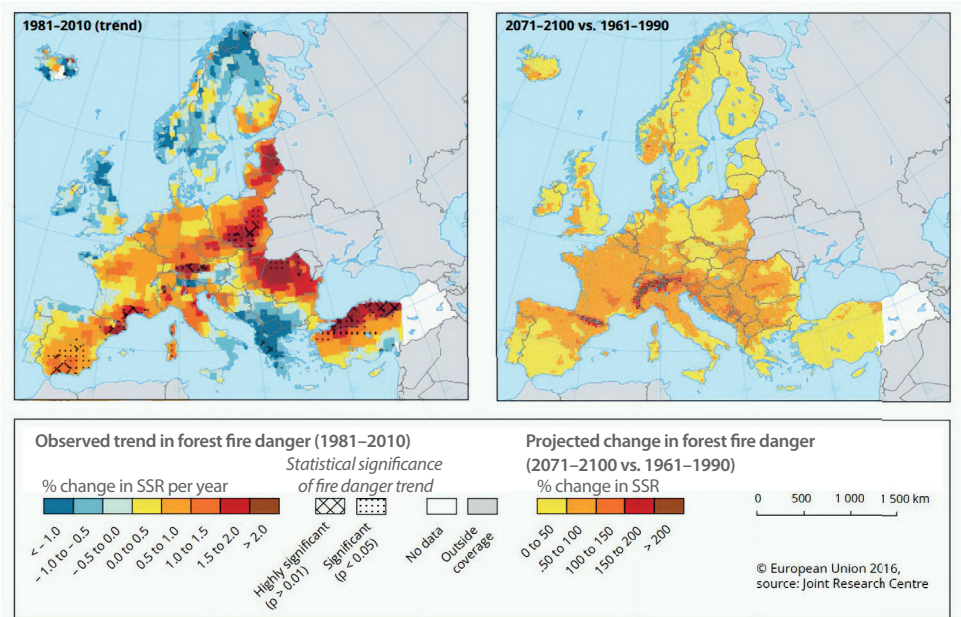 1981–2010 (trend)
2071–2100 vs. 1961–1990
Observed trend in forest fire danger (1981–2010)
Statistical significance
of fire danger trend
% change in SSR per year
< – 1.0
– 1.0 to – 0.5
– 0.5 to 0.0
0.0 to 0.5
0.5 to 1.0
1.0 to 1.5
1.5 to 2.0
> 2.0
Highly significant
(p > 0.01)
Significant
(p < 0.05)
No data
Outside
coverage
Projected change in forest fire danger
(2071–2100 vs. 1961–1990)
% change in SSR
0 to 50
.50 to 100
100 to 150
150 to 200
> 200
0 500 1 000 1 500 km
© European Union 2016,
source: Joint Research Centre